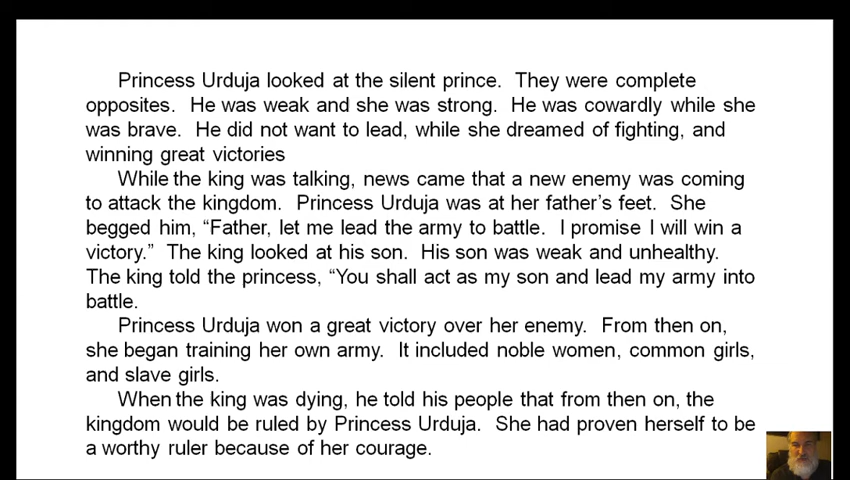 Princess Urduja looked at the silent prince.  They were complete
opposites.  He was weak and she was strong.  He was cowardly while she
was brave.  He did not want to lead, while she dreamed of fighting, and
winning great victories
While the king was talking, news came that a new enemy was coming
to attack the kingdom.  Princess Urduja was at her father’s feet.  She
begged him, “Father, let me lead the army to battle.  I promise I will win a
victory.”  The king looked at his son.  His son was weak and unhealthy.
The king told the princess, “You shall act as my son and lead my army into
battle.
Princess Urduja won a great victory over her enemy.  From then on,
she began training her own army.  It included noble women, common girls,
and slave girls.
When the king was dying, he told his people that from then on, the
kingdom would be ruled by Princess Urduja.  She had proven herself to be
a worthy ruler because of her courage.